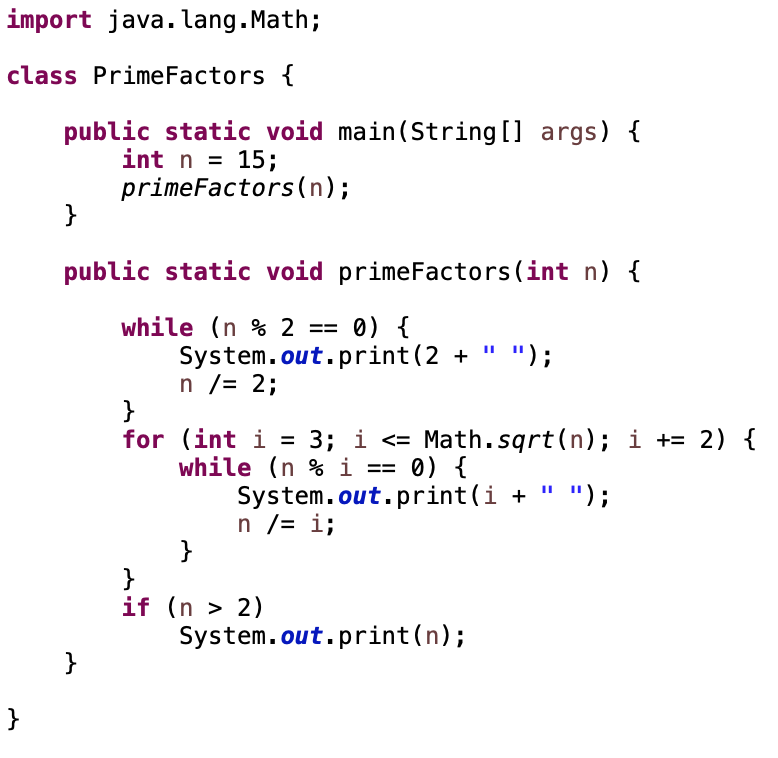 import java.lang.Math;

class PrimeFactors {

    public static void main(String[] args) {
        int n = 15;
        primeFactors(n);
    }

    public static void primeFactors(int n) {

        while (n % 2 == 0) {
            System.out.print(2 + " ");
            n /= 2;
        }
        for (int i = 3; i <= Math.sqrt(n); i += 2) {
            while (n % i == 0) {
                System.out.print(i + " ");
                n /= i;
            }
        }
        if (n > 2)
            System.out.print(n);
    }

}